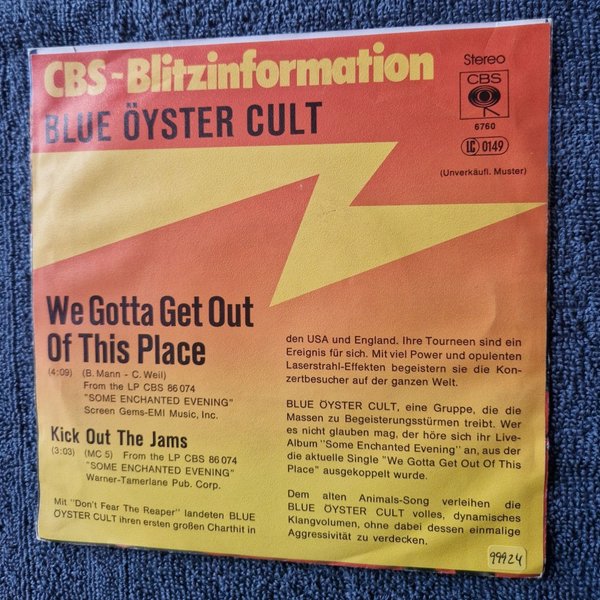 CBS-Blitzinformation
BLUE ÖYSTER CULT
Stereo
CBS
6760
LC 0149
(Unverkäufl. Muster)
We Gotta Get Out
Of This Place
(4:09) (B. Mann - C. Weil)
From the LP CBS 86 074
"SOME ENCHANTED EVENING"
Screen Gems-EMI Music, Inc.
Kick Out The Jams
(3:03) (MC 5) From the LP CBS 86 074
"SOME ENCHANTED EVENING"
Warner-Tamerlane Pub. Corp.
Mit "Don't Fear The Reaper" landeten BLUE
ÖYSTER CULT ihren ersten großen Charthit in
den USA und England. Ihre Tourneen sind ein
Ereignis für sich. Mit viel Power und opulenten
Laserstrahl-Effekten begeistern sie die Kon-
zertbesucher auf der ganzen Welt.
BLUE ÖYSTER CULT, eine Gruppe, die die
Massen zu Begeisterungsstürmen treibt. Wer
es nicht glauben mag, der höre sich ihr Live-
Album "Some Enchanted Evening" an, aus der
die aktuelle Single "We Gotta Get Out Of This
Place" ausgekoppelt wurde.
Dem alten Animals-Song verleihen die
BLUE ÖYSTER CULT volles, dynamisches
Klangvolumen, ohne dabei dessen einmalige
Aggressivität zu verdecken.
99924